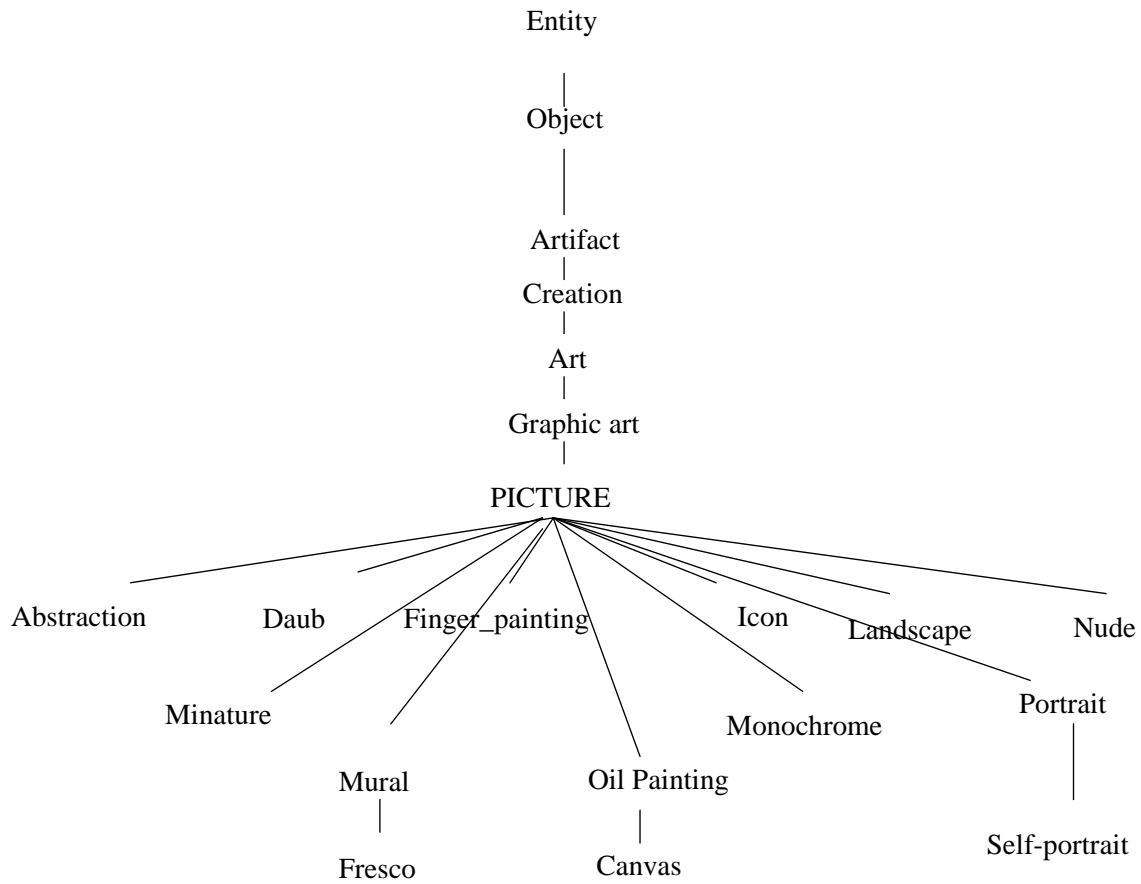 Entity
Object
Artifact
Creation
Art
Graphic art
PICTURE
Abstraction
Daub
Finger_painting
Icon
Landscape
Nude
Minature
Monochrome
Portrait
Mural
Oil Painting
Fresco
Canvas
Self-portrait